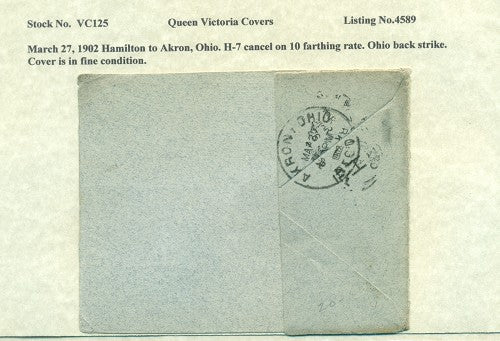 Stock No. VC125 Queen Victoria Covers Listing No.4589
March 27, 1902 Hamilton to Akron, Ohio. H-7 cancel on 10 farthing rate. Ohio back strike.
Cover is in fine condition.
AKRON, OHIO
MAR